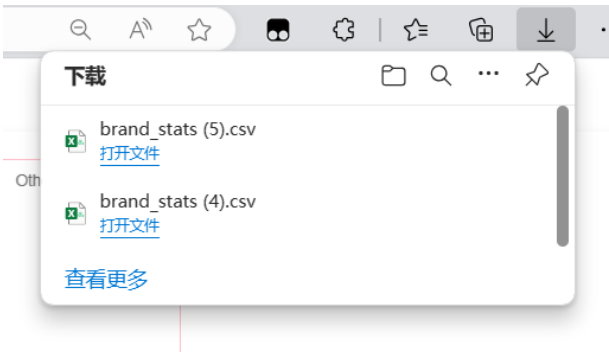 下载
brand_stats (5).csv
打开文件
brand_stats (4).csv
打开文件
Oth
查看更多